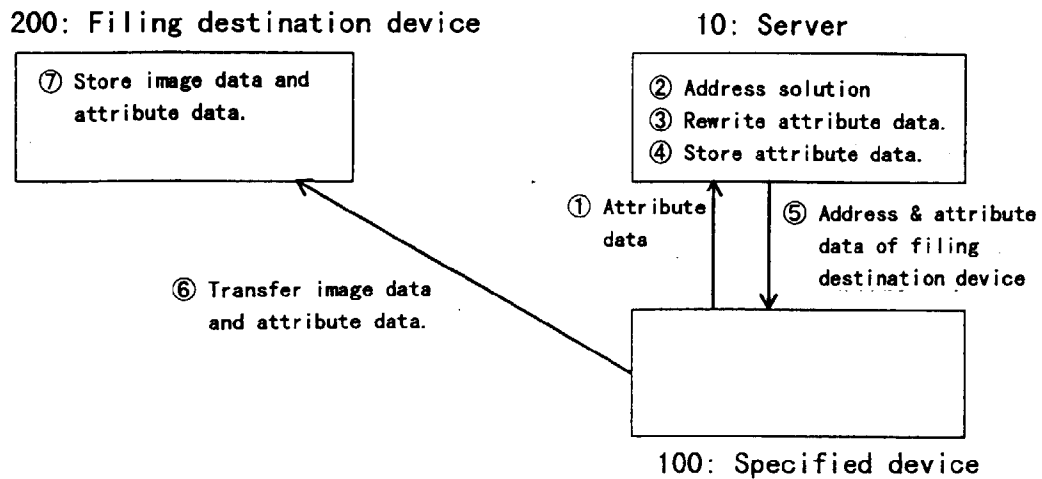 200: Filing destination device
10: Server
⑦ Store image data and
attribute data.
② Address solution
③ Rewrite attribute data.
④ Store attribute data.
① Attribute
data
⑤ Address & attribute
data of filing
destination device
⑥ Transfer image data
and attribute data.
100: Specified device